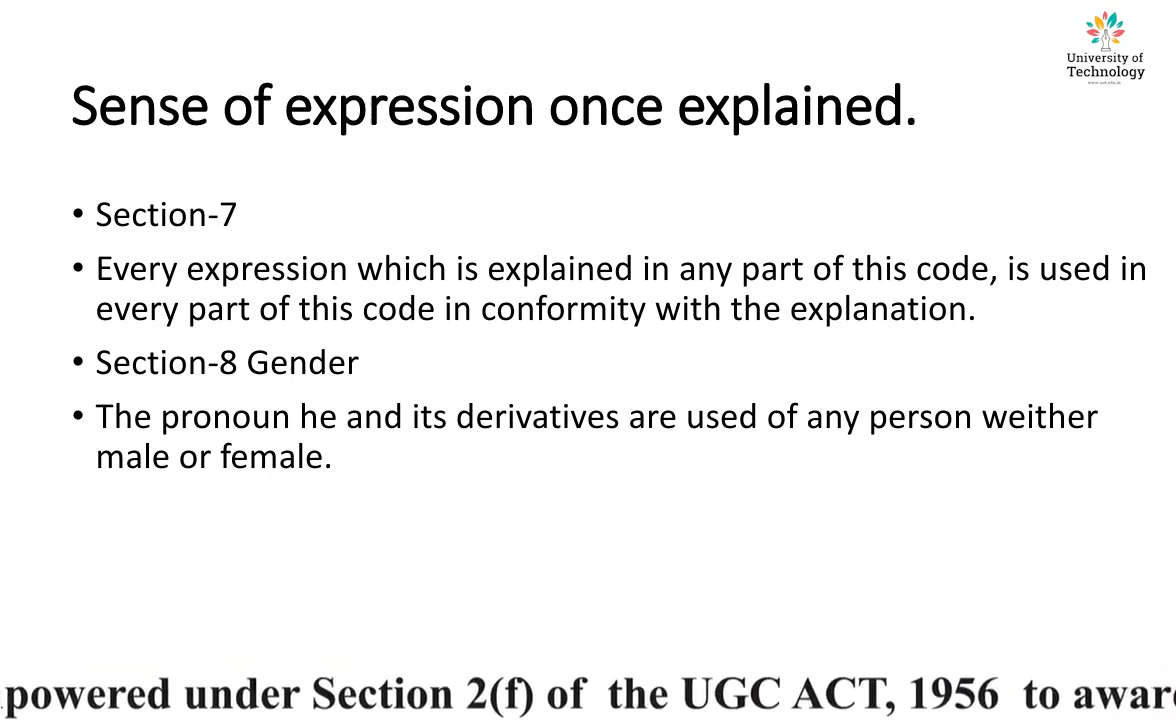 University of
Technology
Sense of expression once explained.
• Section-7
• Every expression which is explained in any part of this code, is used in
every part of this code in conformity with the explanation.
• Section-8 Gender
• The pronoun he and its derivatives are used of any person weither
male or female.
powered under Section 2(f) of the UGC ACT, 1956 to awar